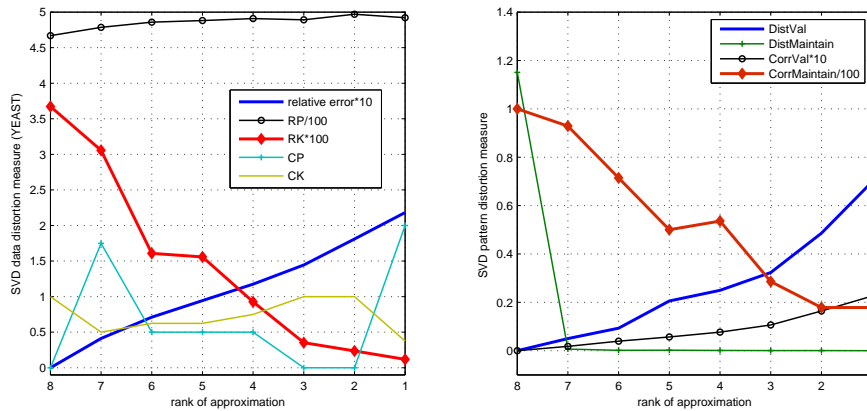 SVD data distortion measure (YEAST)
5
4.5
4
3.5
3
2.5
2
1.5
1
0.5
0
relative error*10
RP/100
RK*100
CP
CK
8 7 6 5 4 3 2 1
rank of approximation
SVD pattern distortion measure
1.4
1.2
1
0.8
0.6
0.4
0.2
0
DistVal
DistMaintain
CorrVal*10
CorrMaintain/100
8 7 6 5 4 3 2
rank of approximation